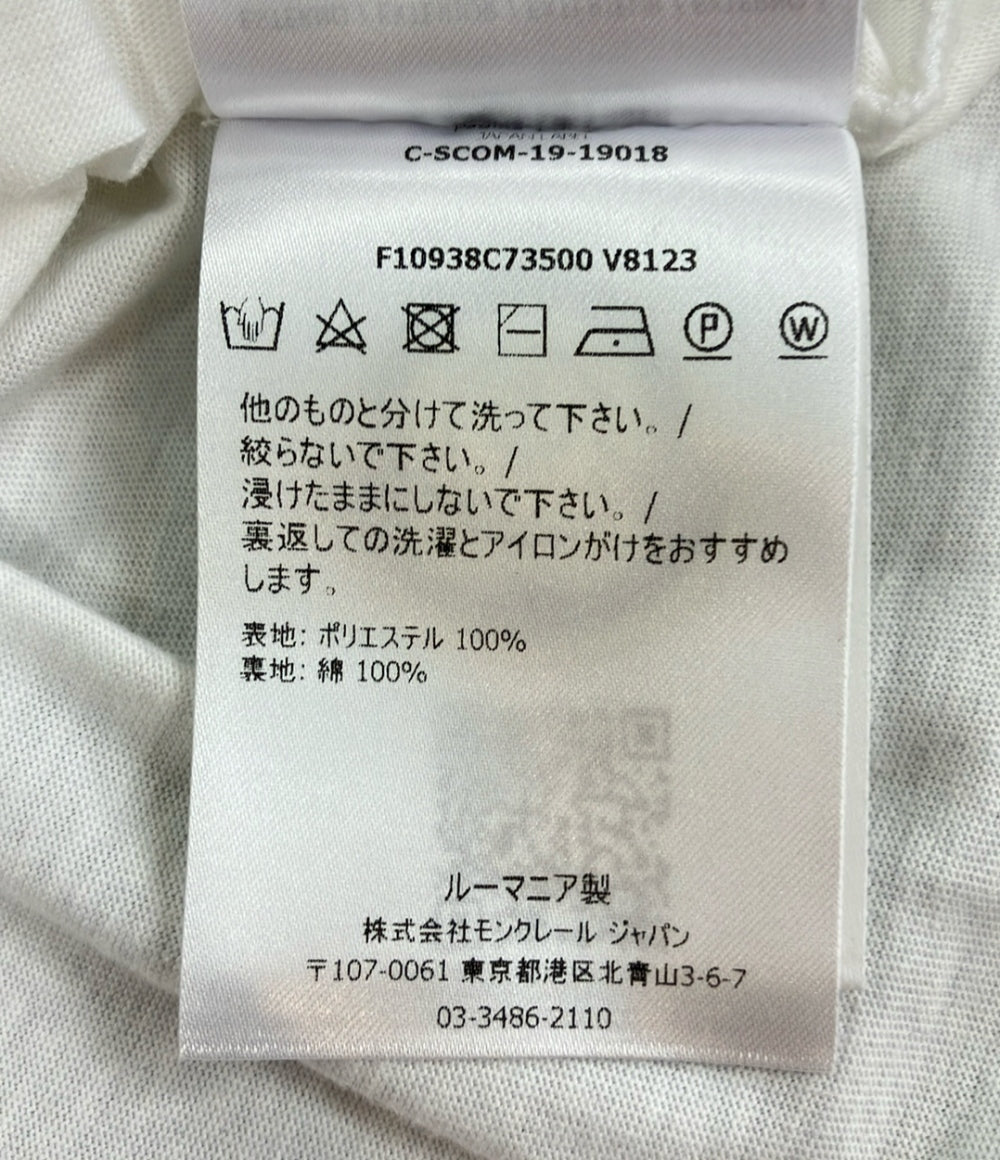 C-SCOM-19-19018
F10938C73500 V8123
P W
他のものと分けて洗って下さい。/
絞らないで下さい。/
浸けたままにしないで下さい。/
裏返しての洗濯とアイロンがけをおすすめ
します。
表地: ポリエステル 100%
裏地: 綿 100%
ルーマニア製
株式会社モンクレール ジャパン
〒107-0061 東京都港区北青山3-6-7
03-3486-2110